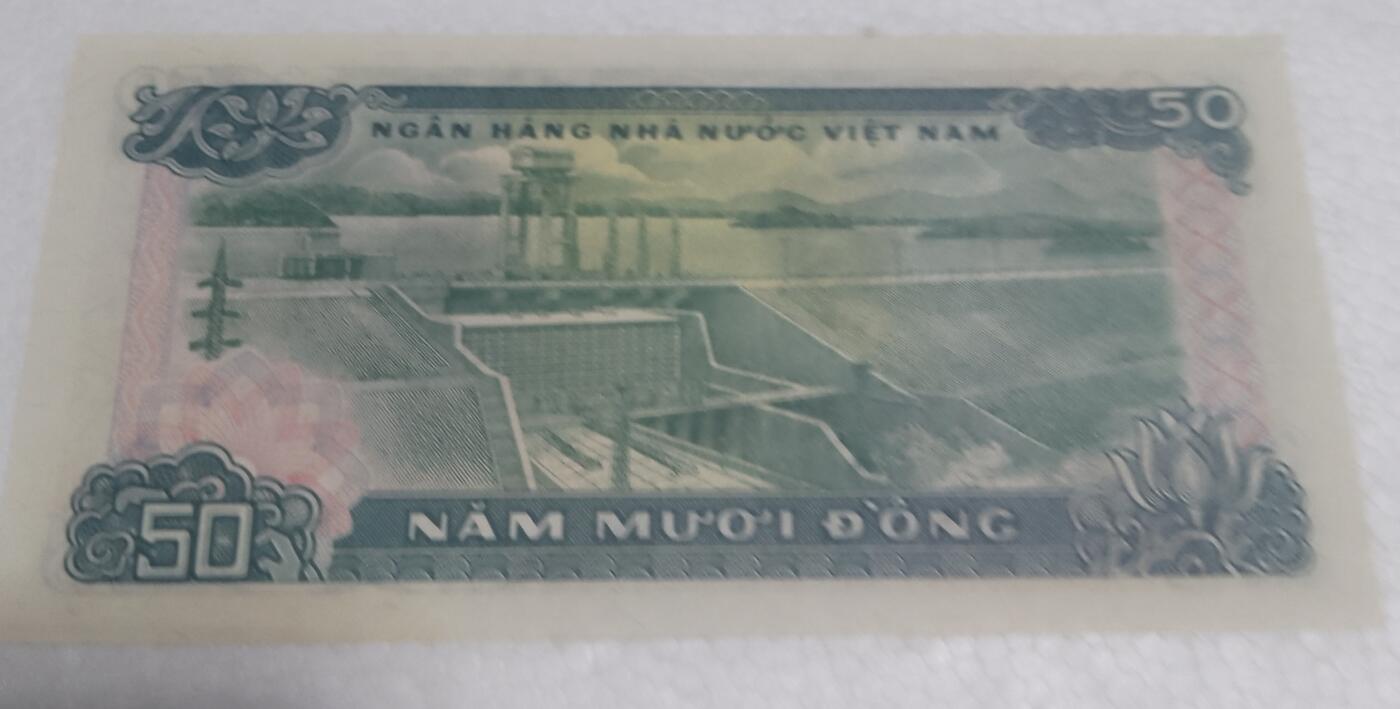 50
NGÂN HÀNG NHÀ NƯỚC VIỆT NAM
50
NĂM MƯƠI ĐỒNG